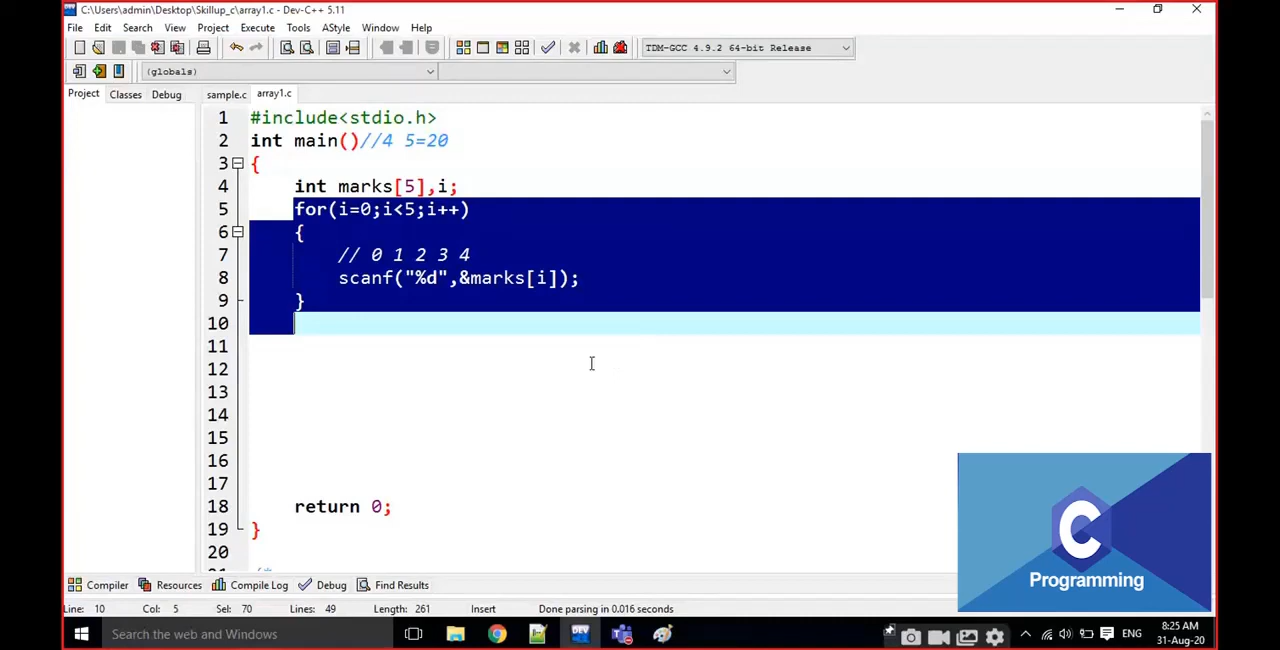 C:\Users\admin\Desktop\Skillup_c\array1.c - Dev-C++ 5.11
File Edit Search View Project Execute Tools AStyle Window Help
TDM-GCC 4.9.2 64-bit Release
(globals)
Project Classes Debug sample.c array1.c
1 #include<stdio.h>
2 int main()//4 5=20
3 {
4 int marks[5],i;
5 for(i=0;i<5;i++)
6 {
7 // 0 1 2 3 4
8 scanf("%d",&marks[i]);
9 }
10
11
12
13
14
15
16
17
18 return 0;
19 }
20
/*
C
Programming
Compiler Resources Compile Log Debug Find Results
Line: 10 Col: 5 Sel: 70 Lines: 49 Length: 261 Insert Done parsing in 0.016 seconds
Search the web and Windows
DEV
ENG
8:25 AM
31-Aug-20